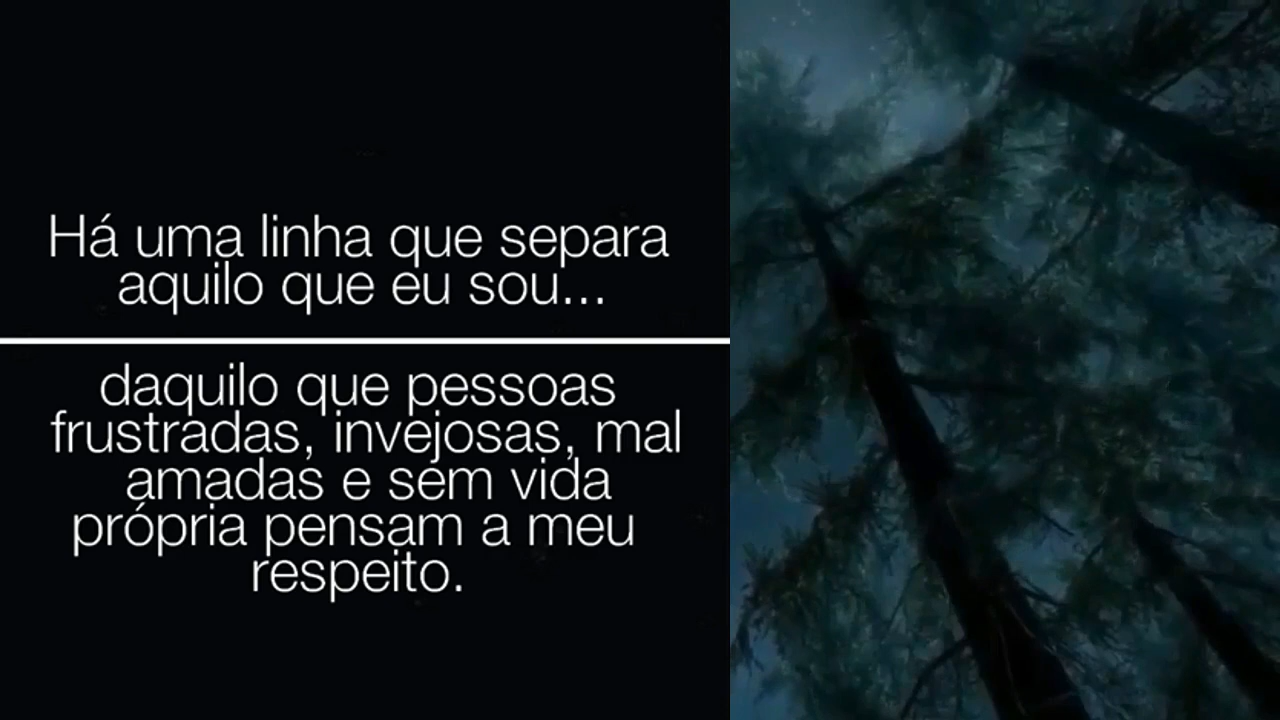 Há uma linha que separa
aquilo que eu sou...
daquilo que pessoas
frustradas, invejosas, mal
amadas e sem vida
própria pensam a meu
respeito.